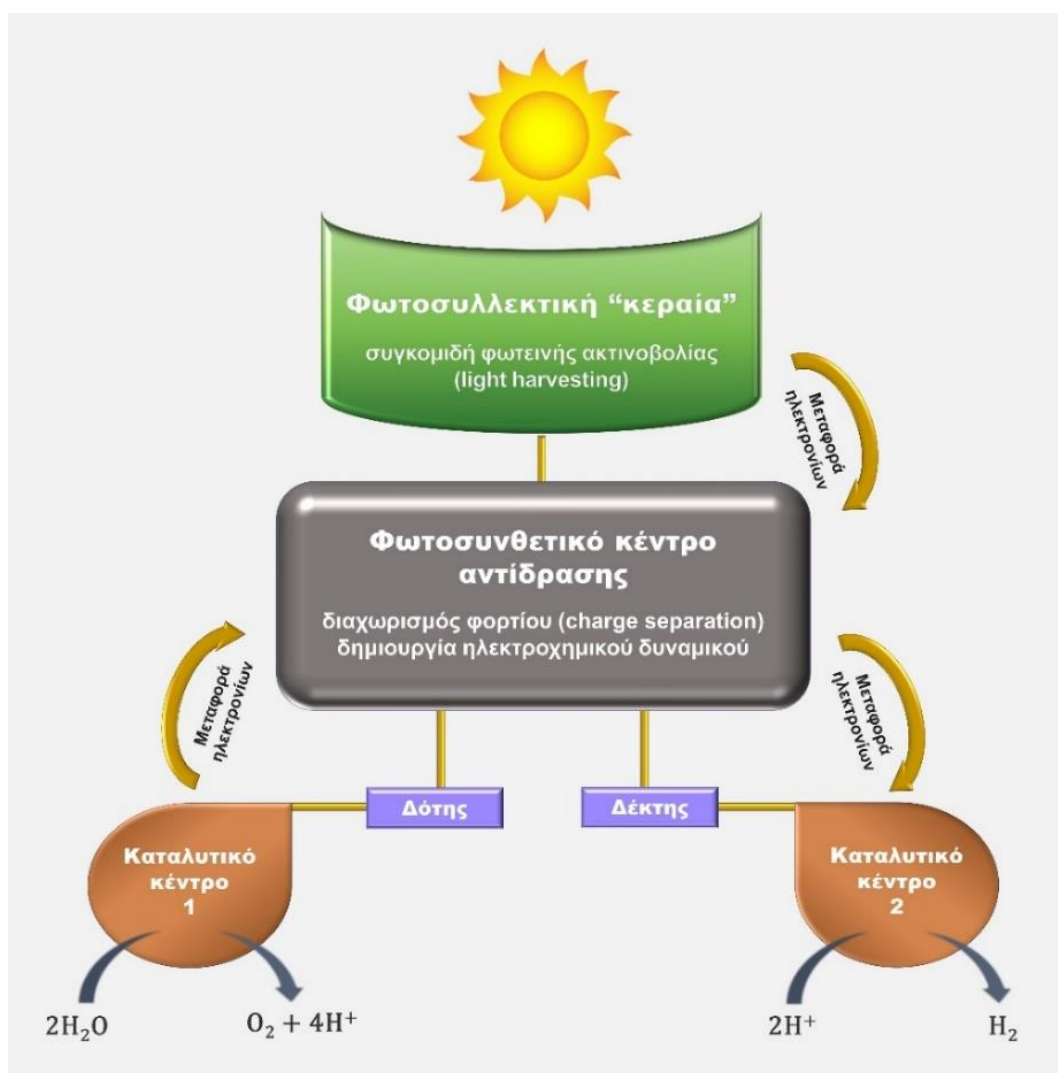 Φωτοσυλλεκτική “κεραία”
συγκομιδή φωτεινής ακτινοβολίας
(light harvesting)
Μεταφορά
ηλεκτρονίων
Φωτοσυνθετικό κέντρο
αντίδρασης
διαχωρισμός φορτίου (charge separation)
δημιουργία ηλεκτροχημικού δυναμικού
Μεταφορά
ηλεκτρονίων
Μεταφορά
ηλεκτρονίων
Δότης
Δέκτης
Καταλυτικό
κέντρο
1
Καταλυτικό
κέντρο
2
2H₂O
O₂ + 4H⁺
2H⁺
H₂